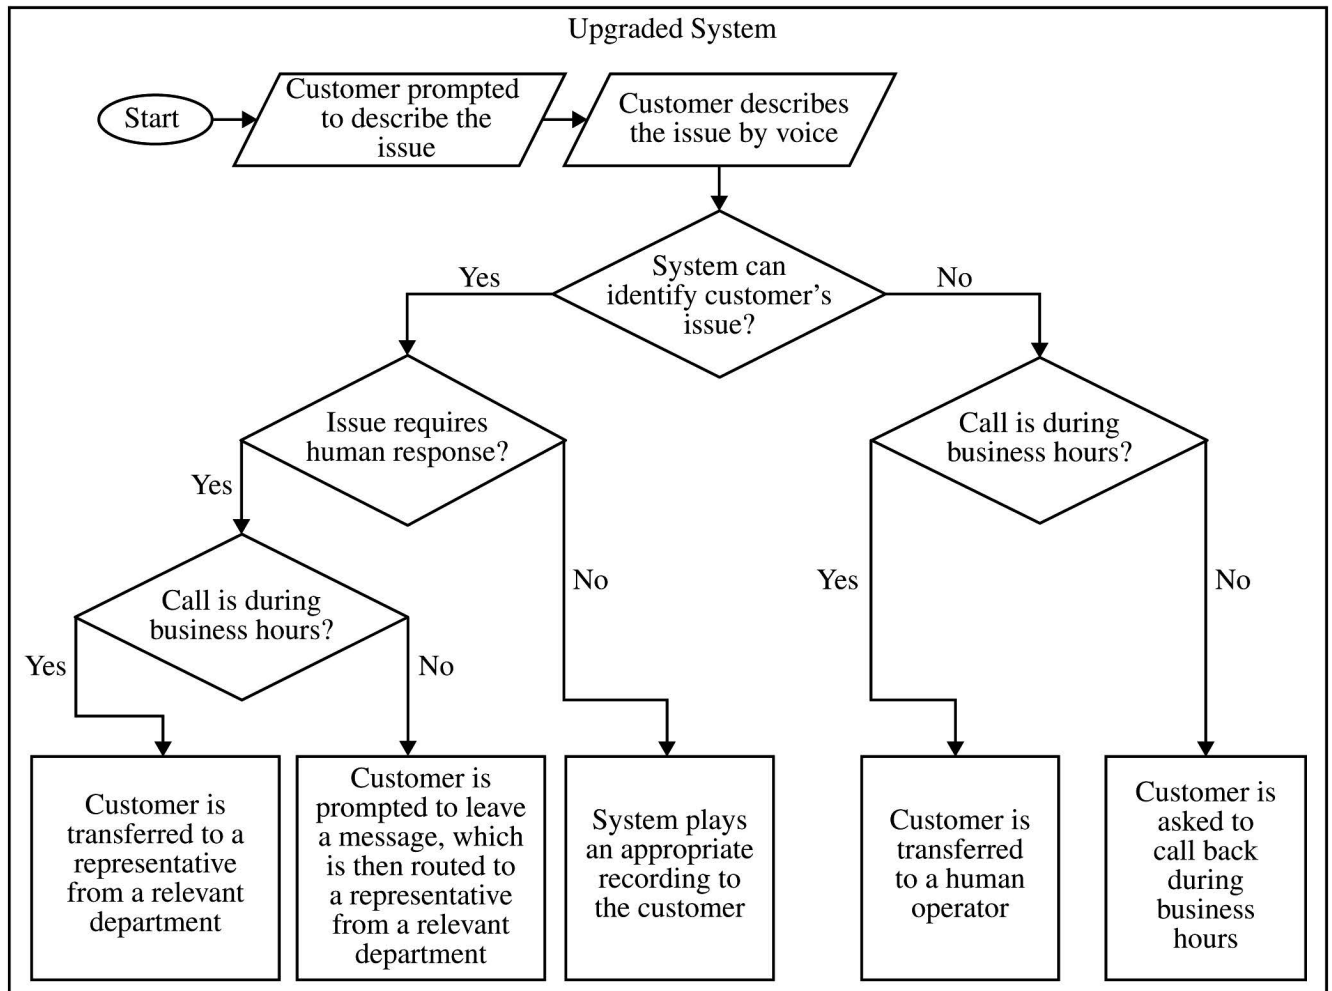 Upgraded System
Start
Customer prompted
to describe the
issue
Customer describes
the issue by voice
System can
identify customer's
issue?
Yes
No
Issue requires
human response?
Call is during
business hours?
Yes
No
Yes
No
Call is during
business hours?
Yes
No
Customer is
transferred to a
representative
from a relevant
department
Customer is
prompted to leave
a message, which
is then routed to
a representative
from a relevant
department
System plays
an appropriate
recording to
the customer
Customer is
transferred
to a human
operator
Customer is
asked to
call back
during
business
hours